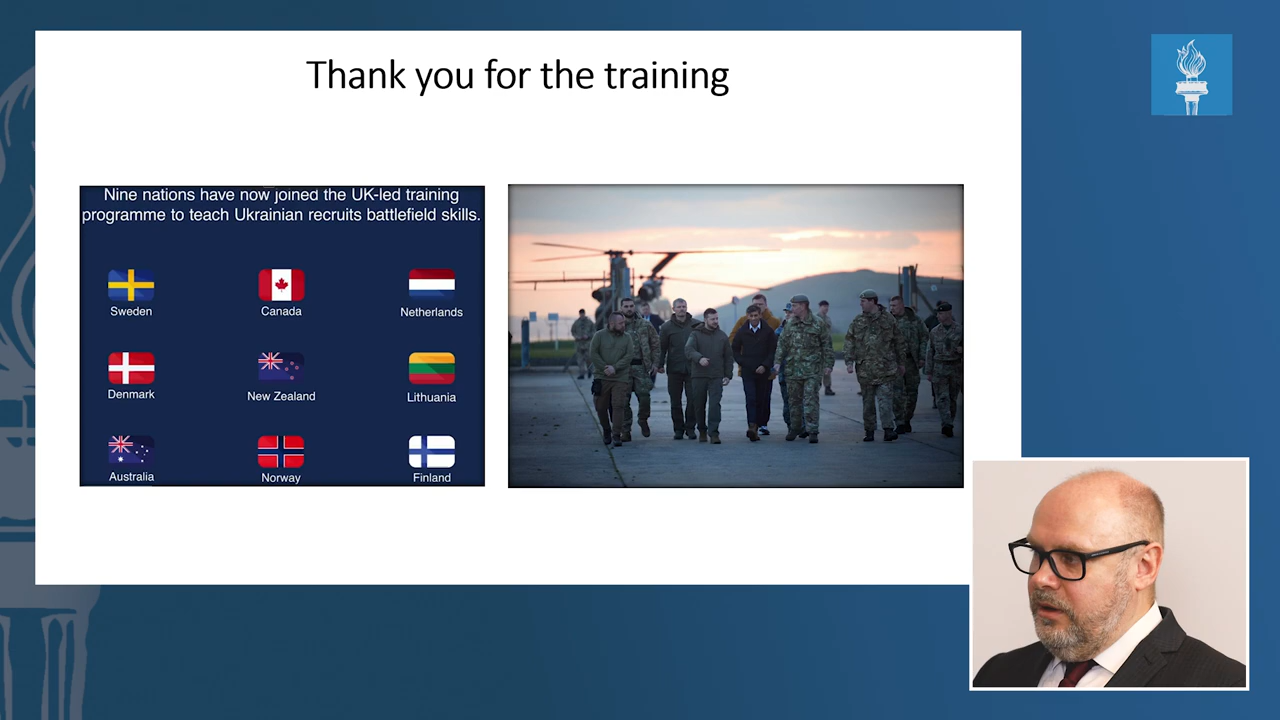 Thank you for the training
Nine nations have now joined the UK-led training
programme to teach Ukrainian recruits battlefield skills.
Sweden
Canada
Netherlands
Denmark
New Zealand
Lithuania
Australia
Norway
Finland